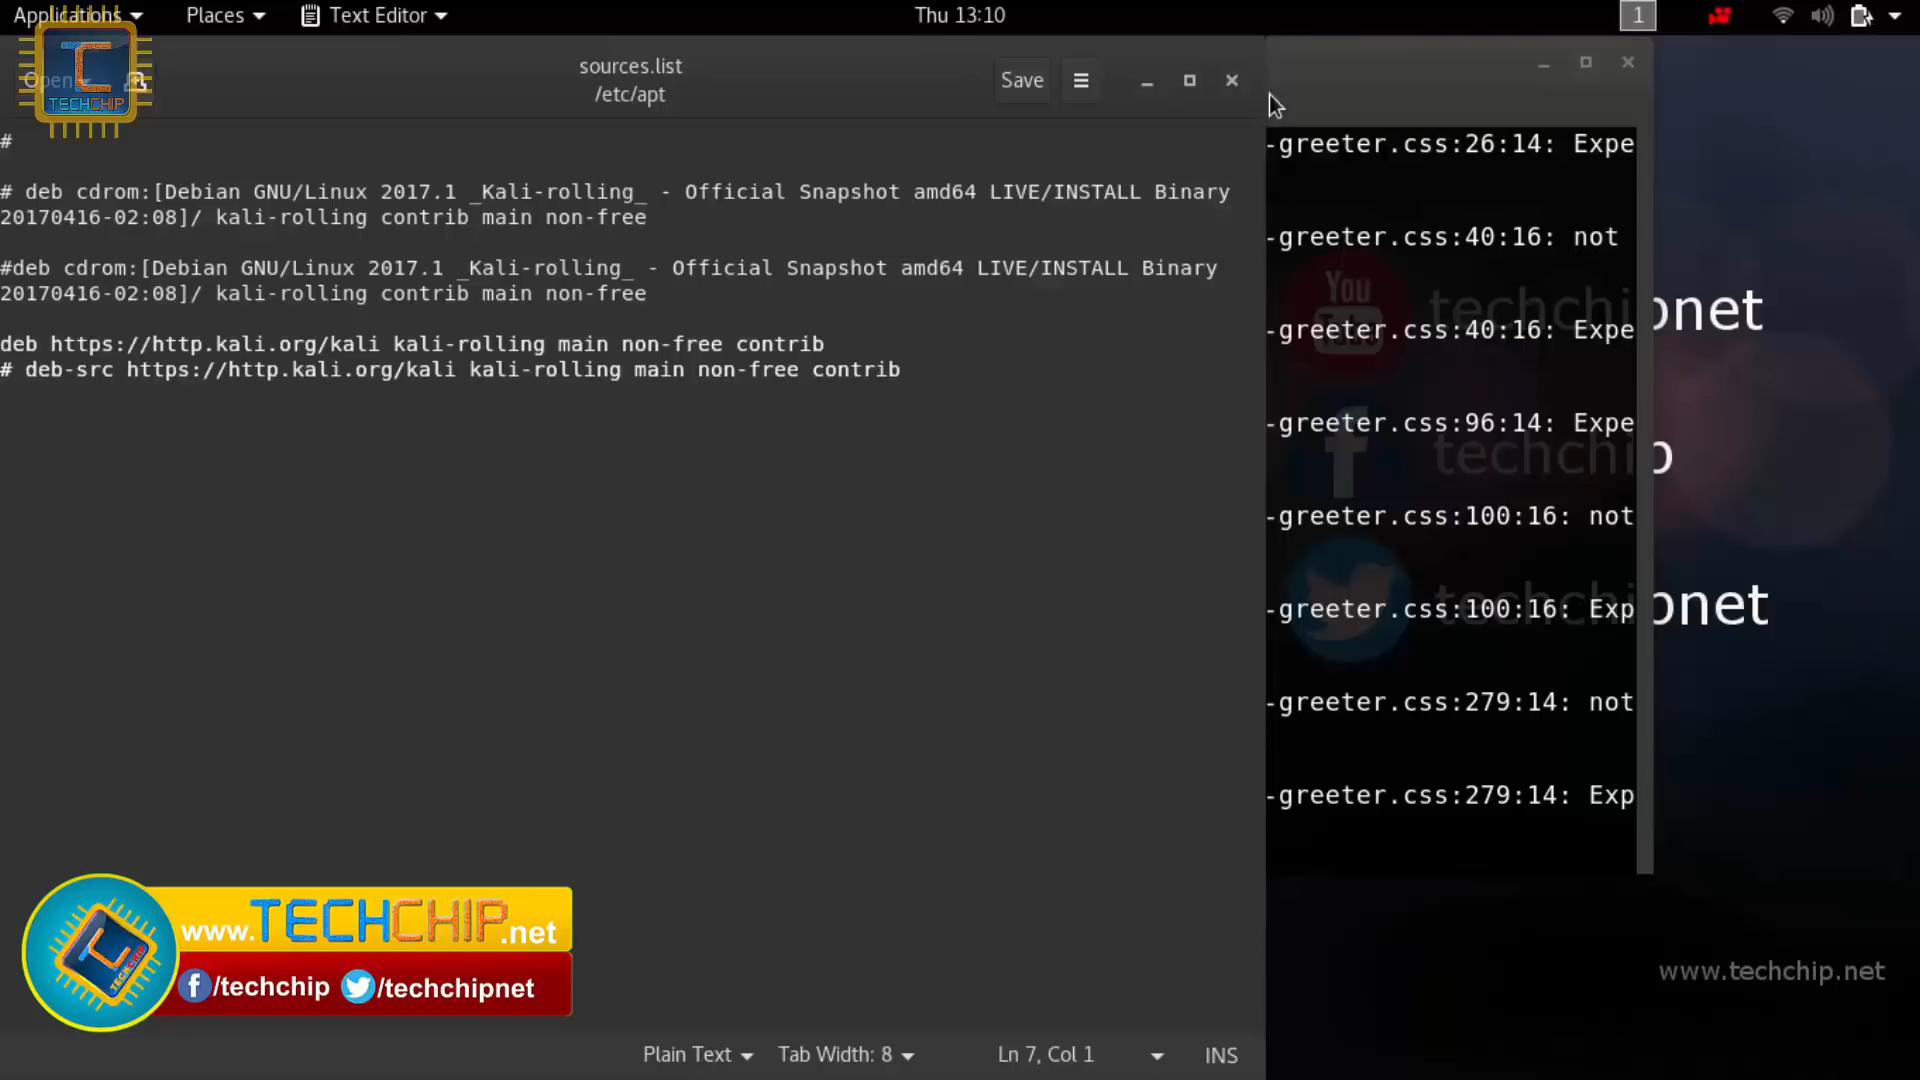 Applications Places Text Editor Thu 13:10 1
Open sources.list Save
/etc/apt
TECHCHIP
#
# deb cdrom:[Debian GNU/Linux 2017.1 _Kali-rolling_ - Official Snapshot amd64 LIVE/INSTALL Binary
20170416-02:08]/ kali-rolling contrib main non-free
#deb cdrom:[Debian GNU/Linux 2017.1 _Kali-rolling_ - Official Snapshot amd64 LIVE/INSTALL Binary
20170416-02:08]/ kali-rolling contrib main non-free
deb https://http.kali.org/kali kali-rolling main non-free contrib
# deb-src https://http.kali.org/kali kali-rolling main non-free contrib
-greeter.css:26:14: Expe
-greeter.css:40:16: not
-greeter.css:40:16: Expe
-greeter.css:96:14: Expe
-greeter.css:100:16: not
-greeter.css:100:16: Exp
-greeter.css:279:14: not
-greeter.css:279:14: Exp
You
Tube
techchipnet
techchip
techchipnet
www.techchip.net
www.TECHCHIP.net
/techchip /techchipnet
Plain Text Tab Width: 8 Ln 7, Col 1 INS